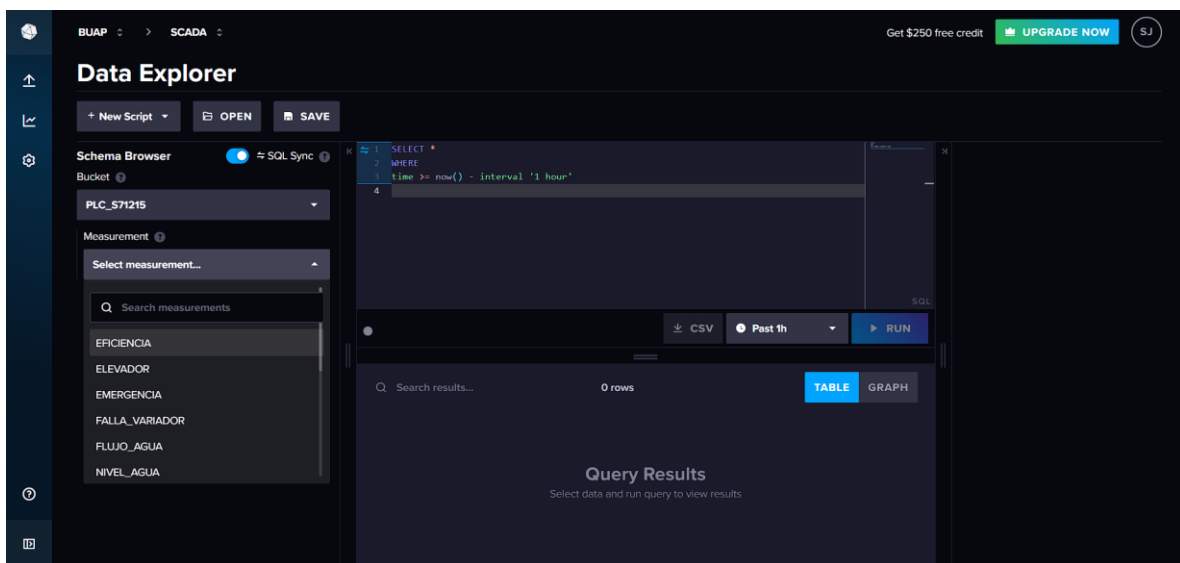 BUAP > SCADA
Get $250 free credit
UPGRADE NOW
SJ
Data Explorer
+ New Script
OPEN
SAVE
Schema Browser
SQL Sync
Bucket
PLC_S71215
Measurement
Select measurement...
Search measurements
EFICIENCIA
ELEVADOR
EMERGENCIA
FALLA_VARIADOR
FLUJO_AGUA
NIVEL_AGUA
1 SELECT *
2 WHERE
3 time >= now() - interval '1 hour'
4
SQL
CSV
Past 1h
RUN
Search results...
0 rows
TABLE
GRAPH
Query Results
Select data and run query to view results